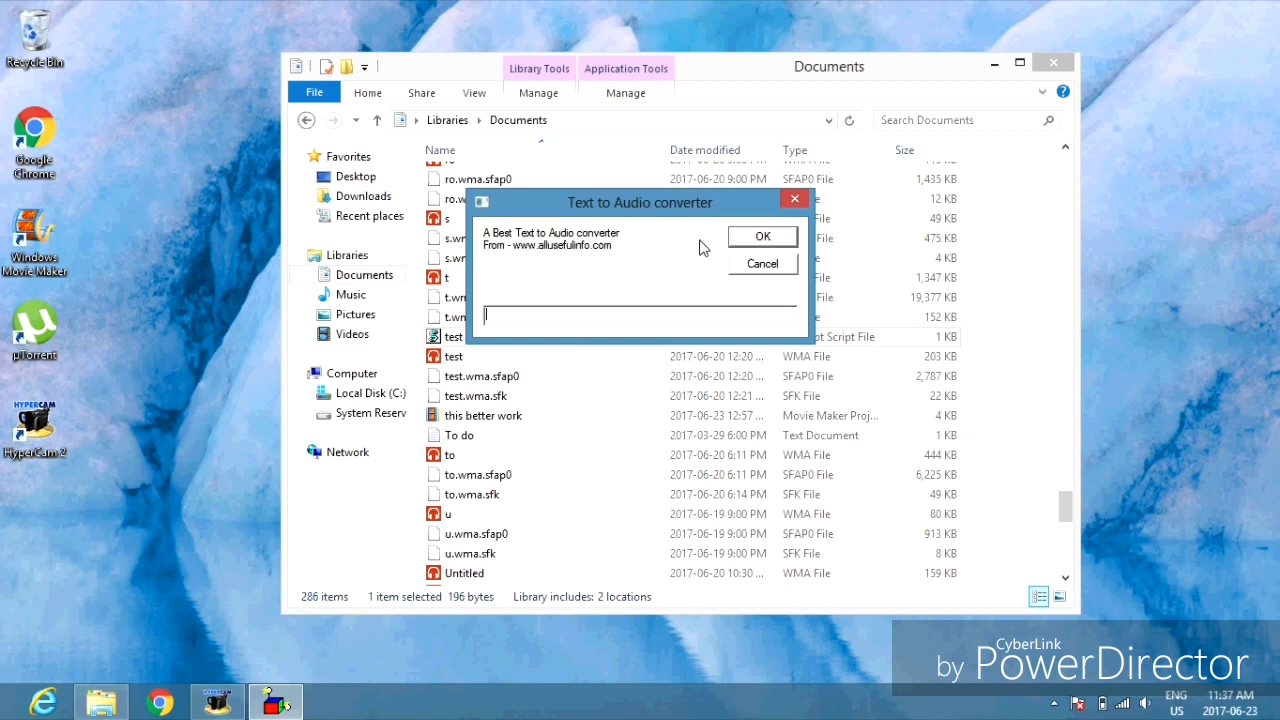 Recycle Bin
Google
Chrome
Windows
Movie Maker
µTorrent
HYPERCAM
HyperCam 2
Library Tools
Application Tools
Documents
File
Home
Share
View
Manage
Manage
Libraries
Documents
Search Documents
Name
Date modified
Type
Size
Favorites
Desktop
Downloads
Recent places
Libraries
Documents
Music
Pictures
Videos
Computer
Local Disk (C:)
System Reserv
Network
ro.wma.sfap0 2017-06-20 9:00 PM SFAP0 File 1,435 KB
ro.w 12 KB
s 49 KB
s.wm File 475 KB
s.wm 4 KB
t 1,347 KB
t.wn File 19,377 KB
t.wn 152 KB
test pt Script File 1 KB
test 2017-06-20 12:20 ... WMA File 203 KB
test.wma.sfap0 2017-06-20 12:20 ... SFAP0 File 2,787 KB
test.wma.sfk 2017-06-20 12:21 ... SFK File 22 KB
this better work 2017-06-23 12:57 ... Movie Maker Proj... 4 KB
To do 2017-03-29 6:00 PM Text Document 1 KB
to 2017-06-20 6:11 PM WMA File 444 KB
to.wma.sfap0 2017-06-20 6:11 PM SFAP0 File 6,225 KB
to.wma.sfk 2017-06-20 6:14 PM SFK File 49 KB
u 2017-06-19 9:00 PM WMA File 80 KB
u.wma.sfap0 2017-06-19 9:00 PM SFAP0 File 913 KB
u.wma.sfk 2017-06-19 9:00 PM SFK File 8 KB
Untitled 2017-06-20 10:30 ... WMA File 159 KB
Text to Audio converter
A Best Text to Audio converter
From - www.allusefulinfo.com
OK
Cancel
286 items 1 item selected 196 bytes Library includes: 2 locations
CyberLink
by PowerDirector
ENG
US
11:37 AM
2017-06-23